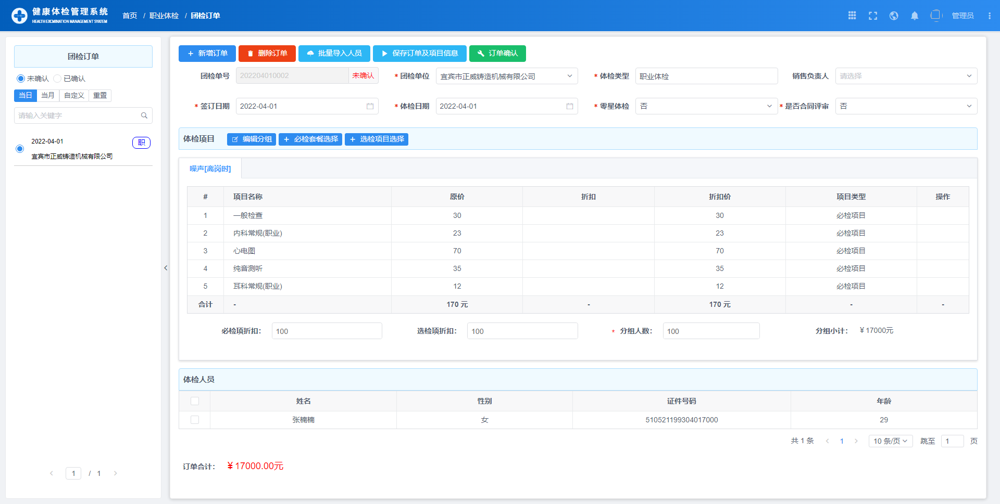 健康体检管理系统
HEALTH EXCMINATION MANAGEMENT SYATEM
首页 / 职业体检 / 团检订单
管理员
团检订单
未确认 已确认
当日 当月 自定义 重置
请输入关键字
2022-04-01 职
宜宾市正威铸造机械有限公司
1 / 1
新增订单 删除订单 批量导入人员 保存订单及项目信息 订单确认
团检单号 202204010002 未确认 * 团检单位 宜宾市正威铸造机械有限公司 * 体检类型 职业体检 销售负责人 请选择
* 签订日期 2022-04-01 * 体检日期 2022-04-01 * 零星体检 否 * 是否合同评审 否
体检项目 编辑分组 必检套餐选择 选检项目选择
噪声[离岗时]
# 项目名称 原价 折扣 折扣价 项目类型 操作
1 一般检查 30 30 必检项目
2 内科常规(职业) 23 23 必检项目
3 心电图 70 70 必检项目
4 纯音测听 35 35 必检项目
5 耳科常规(职业) 12 12 必检项目
合计 - 170 元 - 170 元 - -
必检项折扣: 100 选检项折扣: 100 * 分组人数: 100 分组小计: ¥17000元
体检人员
姓名 性别 证件号码 年龄
张楠楠 女 510521199304017000 29
共 1 条 1 10 条/页 跳至 1 页
订单合计: ¥17000.00元